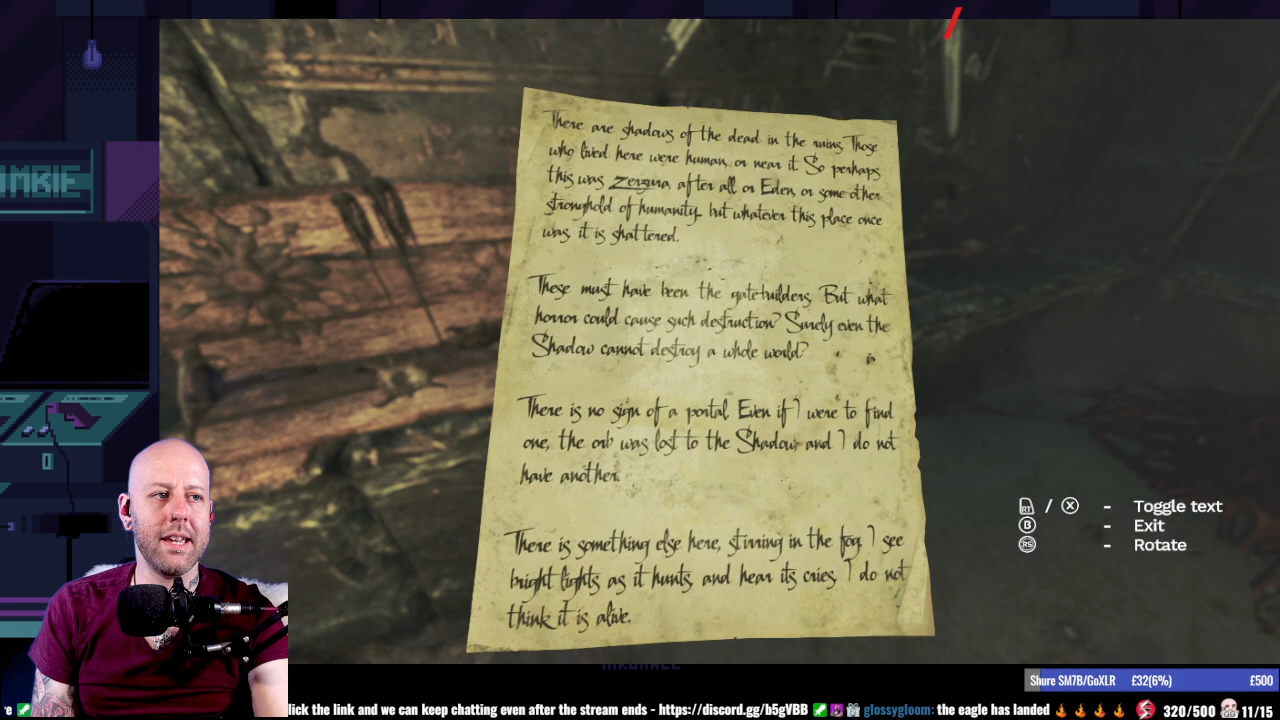 MBIE
There are shadows of the dead in the ruins. Those
who lived here were human, or near it. So perhaps
this was Zerzura, after all or Eden, or some other
stronghold of humanity, but whatever this place once
was, it is shattered.
These must have been the gate-builders. But what
horror could cause such destruction? Surely even the
Shadow cannot destroy a whole world?
There is no sign of a portal. Even if I were to find
one, the orb was lost to the Shadow, and I do not
have another.
There is something else here, stirring in the fog. I see
bright lights as it hunts, and hear its cries. I do not
think it is alive.
RT / X - Toggle text
B - Exit
RS - Rotate
Shure SM7B/GoXLR £32(6%) £500
lick the link and we can keep chatting even after the stream ends - https://discord.gg/b5gVBB glossygloom: the eagle has landed 320/500 11/15